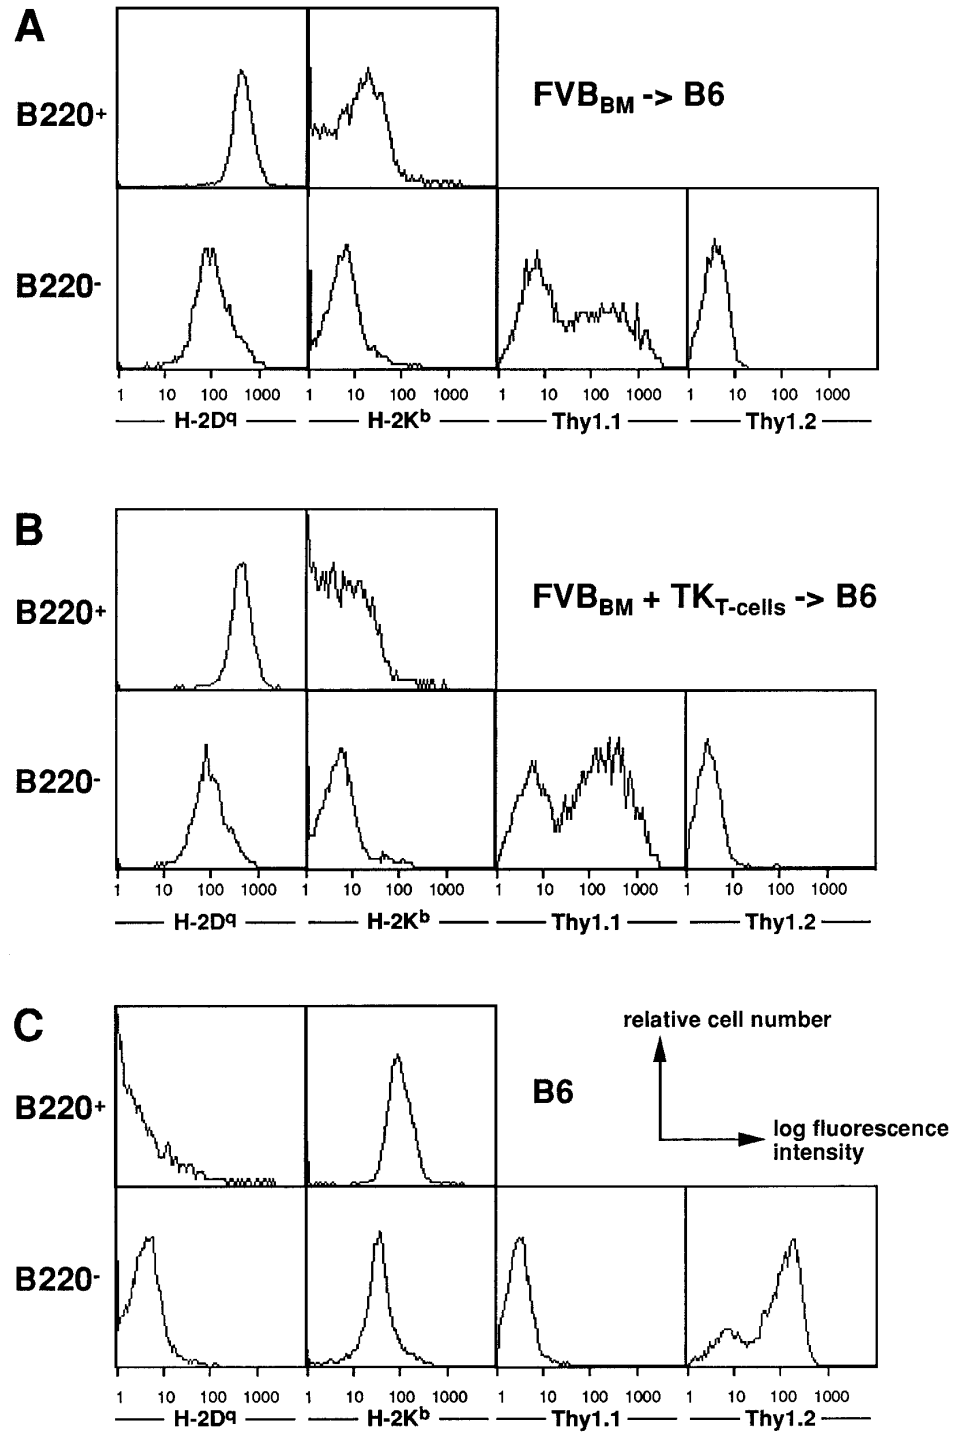 A
B220+
FVBBM -> B6
B220-
1 10 100 1000 1 10 100 1000 1 10 100 1000 1 10 100 1000
H-2Dq H-2Kb Thy1.1 Thy1.2
B
B220+
FVBBM + TKT-cells -> B6
B220-
1 10 100 1000 1 10 100 1000 1 10 100 1000 1 10 100 1000
H-2Dq H-2Kb Thy1.1 Thy1.2
C
relative cell number
B220+
B6
log fluorescence
intensity
B220-
1 10 100 1000 1 10 100 1000 1 10 100 1000 1 10 100 1000
H-2Dq H-2Kb Thy1.1 Thy1.2